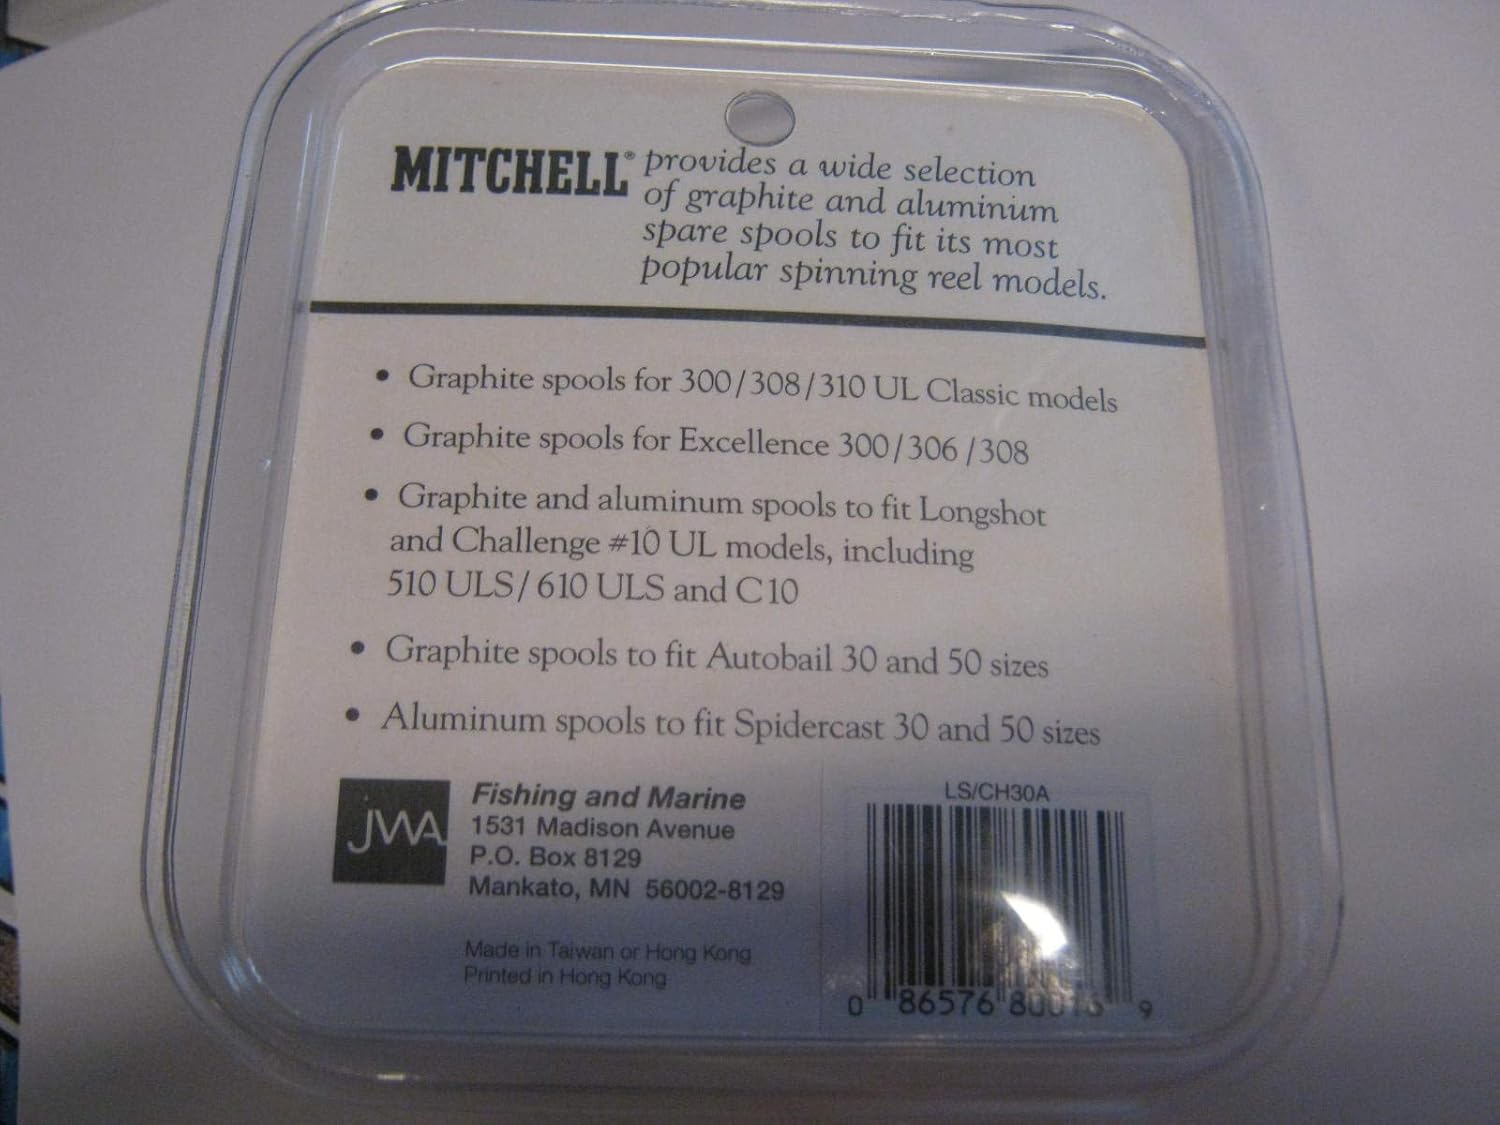 MITCHELL® provides a wide selection
of graphite and aluminum
spare spools to fit its most
popular spinning reel models.
• Graphite spools for 300/308/310 UL Classic models
• Graphite spools for Excellence 300/306/308
• Graphite and aluminum spools to fit Longshot
and Challenge #10 UL models, including
510 ULS/610 ULS and C10
• Graphite spools to fit Autobail 30 and 50 sizes
• Aluminum spools to fit Spidercast 30 and 50 sizes
JWA
Fishing and Marine
1531 Madison Avenue
P.O. Box 8129
Mankato, MN 56002-8129
Made in Taiwan or Hong Kong
Printed in Hong Kong
LS/CH30A
0 86576 9